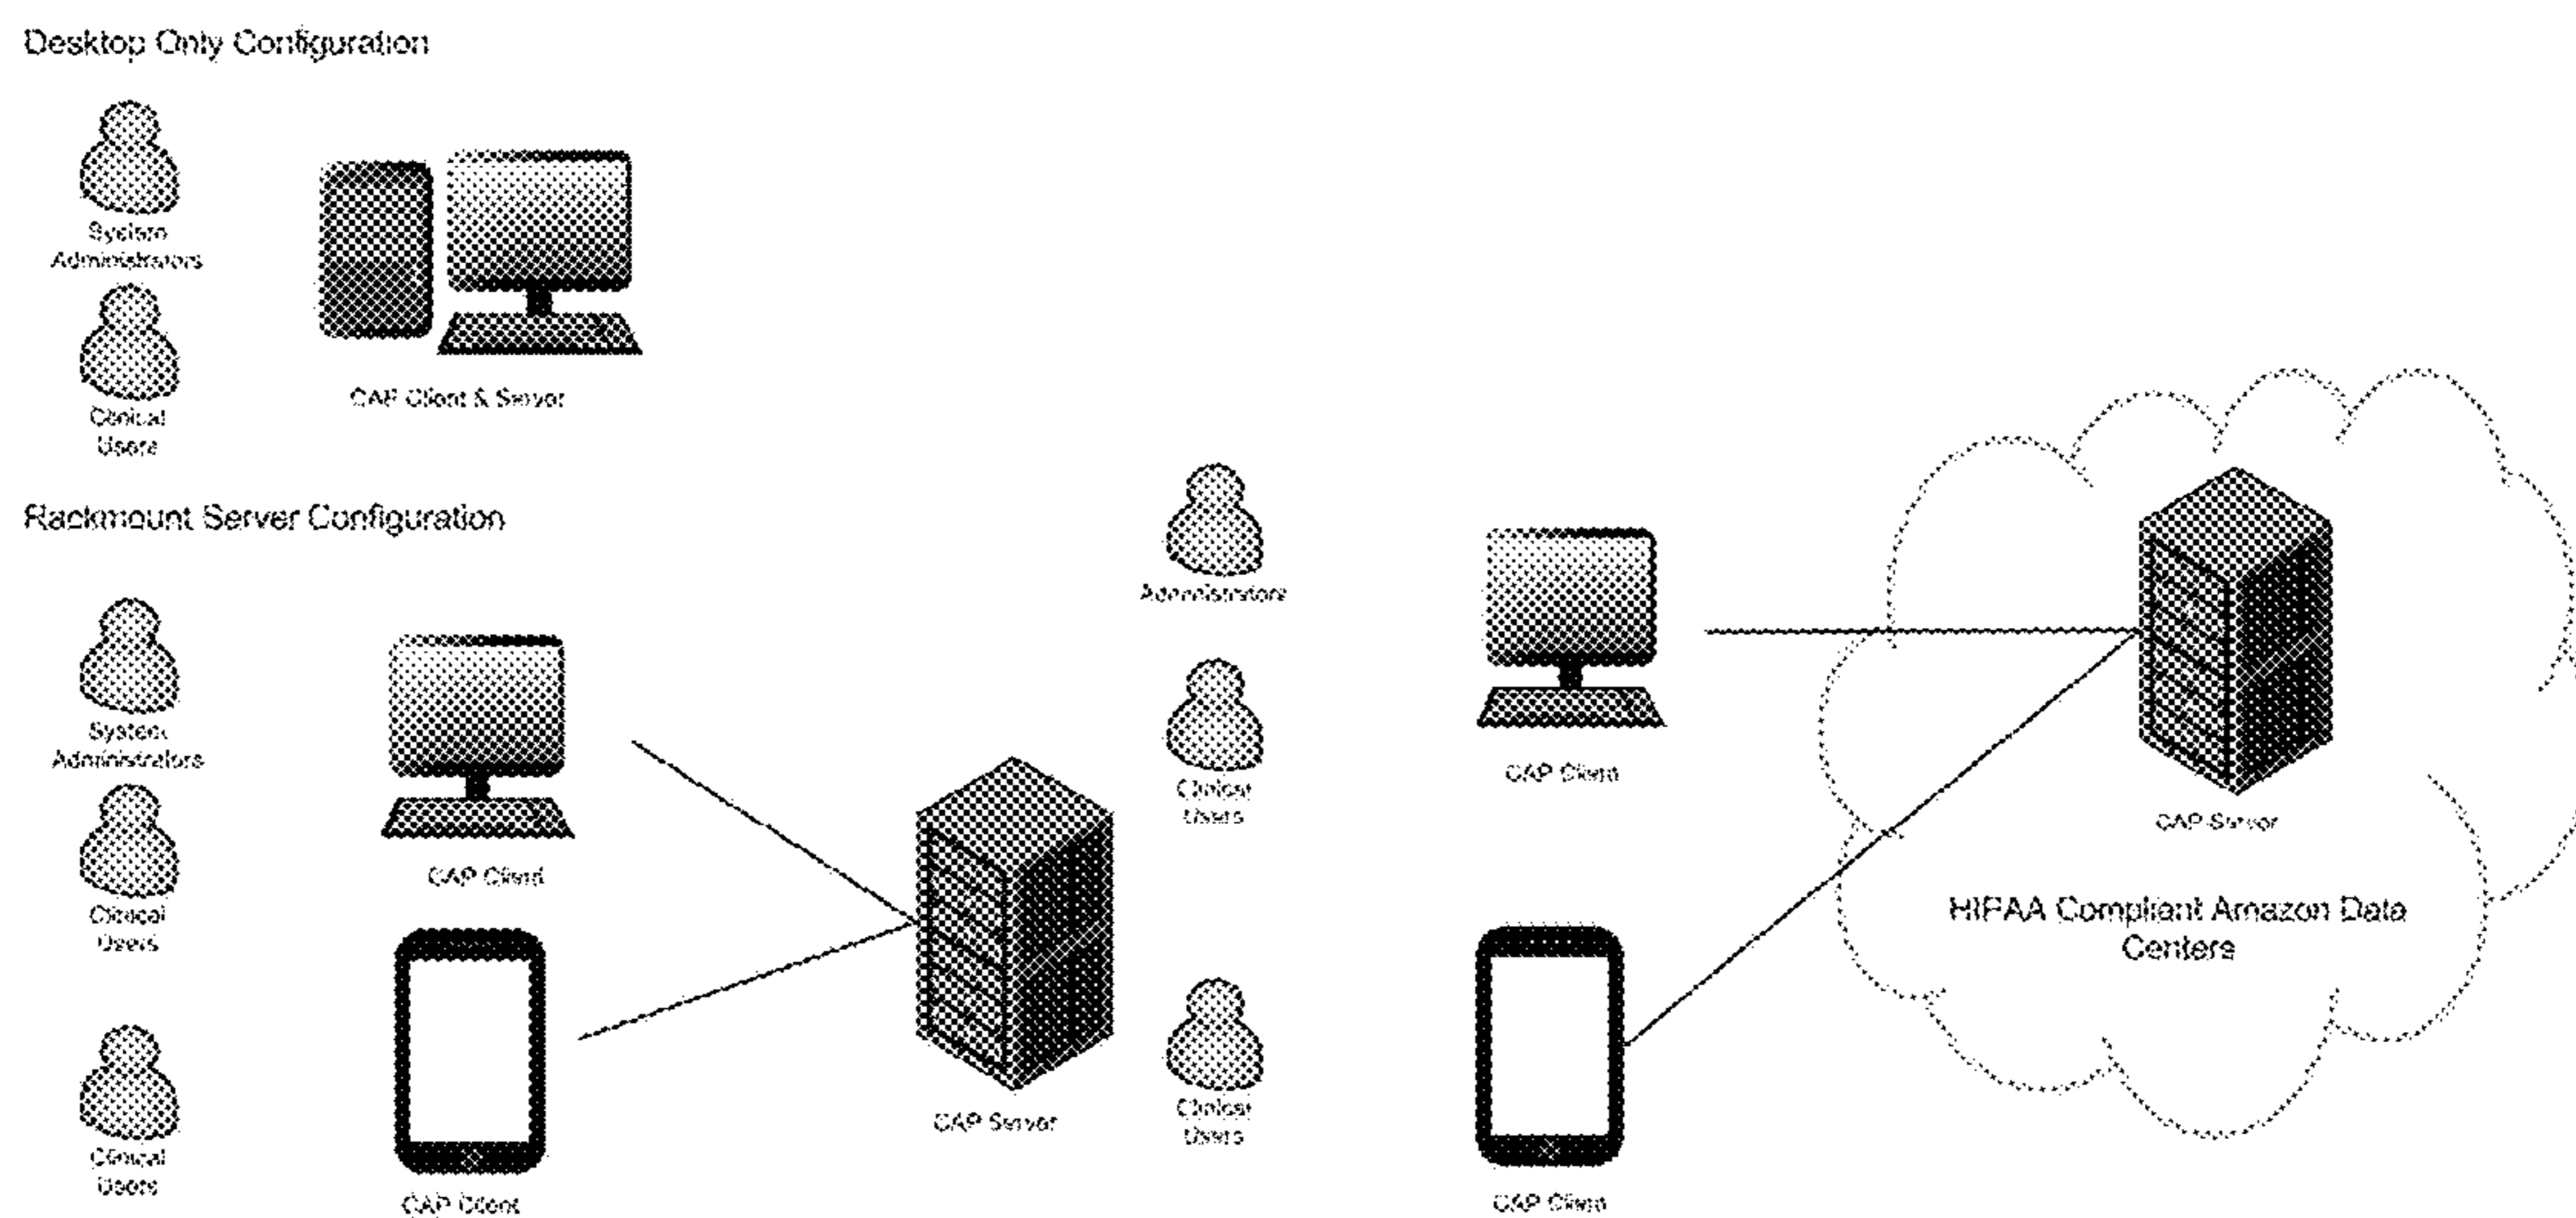 Desktop Only Configuration
System
Administrators
Clinical
Users
CAP Client & Server
Rackmount Server Configuration
System
Administrators
Clinical
Users
Clinical
Users
CAP Client
CAP Client
CAP Server
Administrators
Clinical
Users
Clinical
Users
CAP Client
CAP Client
CAP Server
HIPAA Compliant Amazon Data
Centers